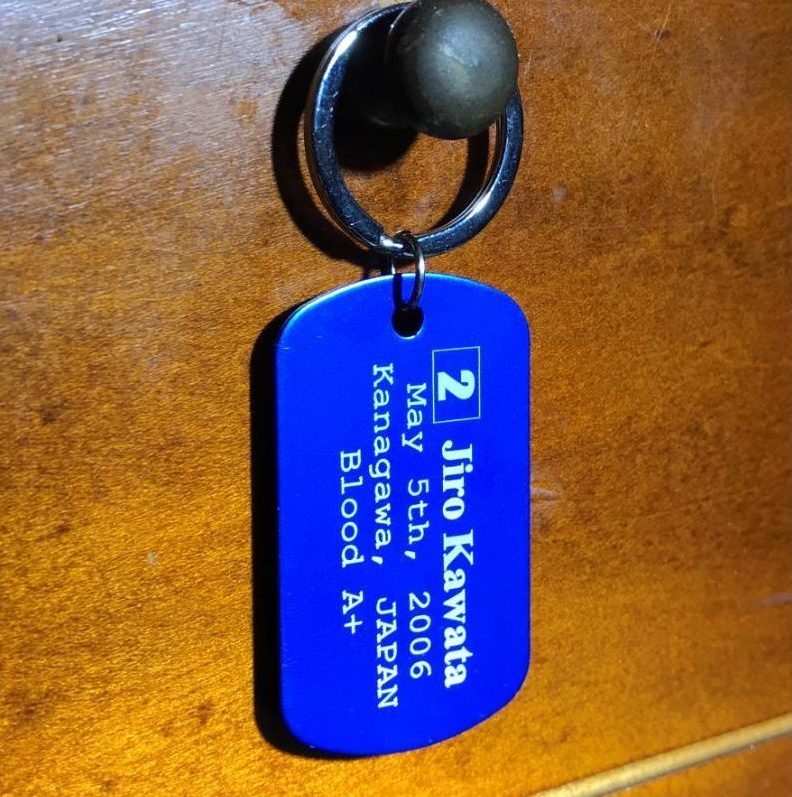 2 Jiro Kawata
May 5th, 2006
Kanagawa, JAPAN
Blood A+